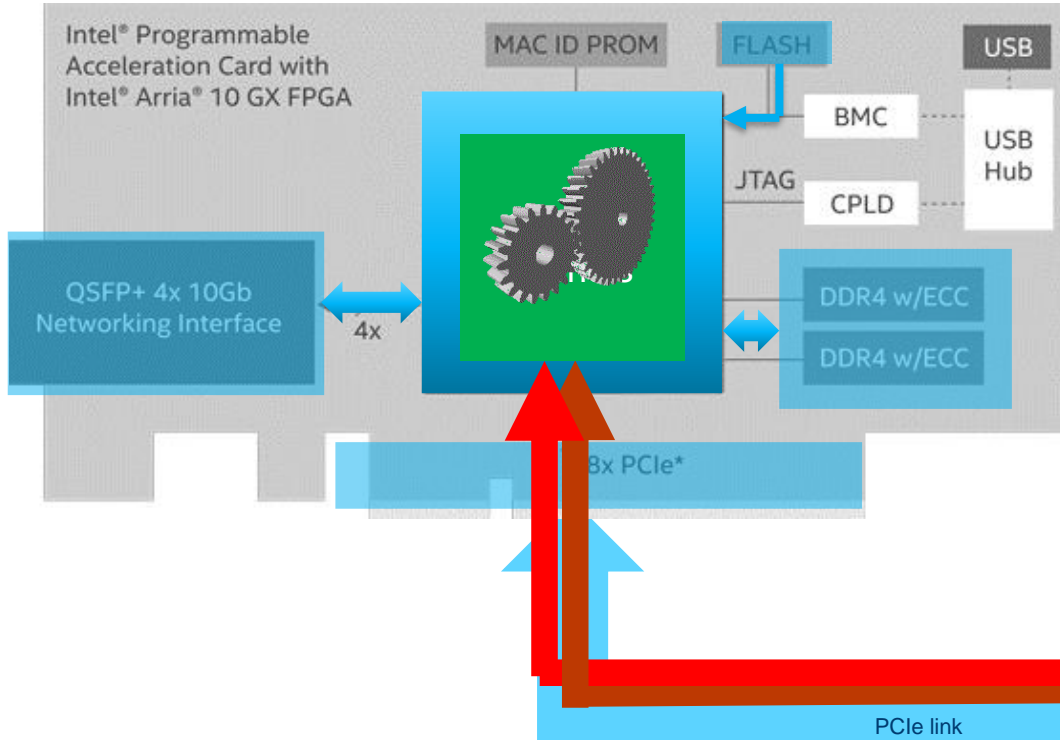 Intel® Programmable
Acceleration Card with
Intel® Arria® 10 GX FPGA
MAC ID PROM
FLASH
USB
BMC
USB
Hub
JTAG
CPLD
QSFP+ 4x 10Gb
Networking Interface
4x
DDR4 w/ECC
DDR4 w/ECC
8x PCIe*
PCIe link